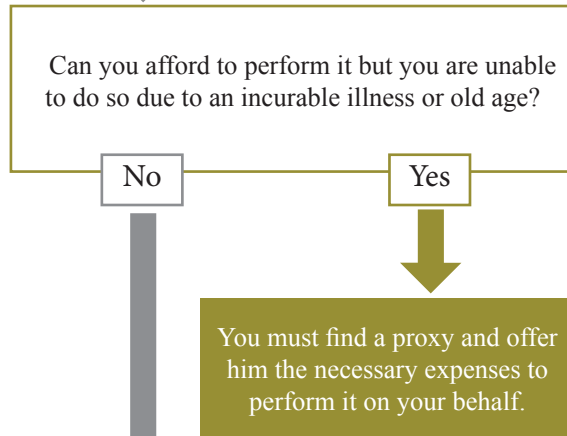 Can you afford to perform it but you are unable
to do so due to an incurable illness or old age?
No
Yes
You must find a proxy and offer
him the necessary expenses to
perform it on your behalf.